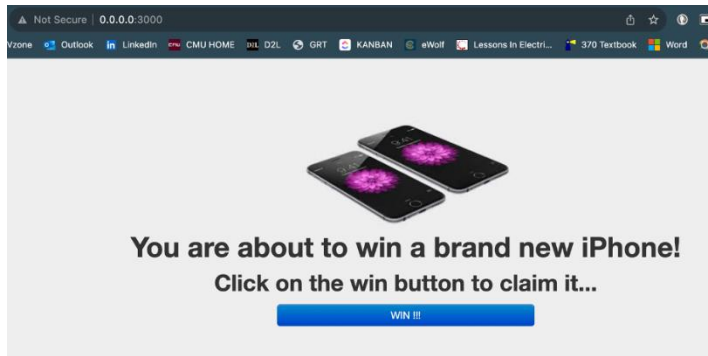 Not Secure | 0.0.0.0:3000
Vzone Outlook LinkedIn CMU HOME D2L GRT KANBAN eWolf Lessons In Electri... 370 Textbook Word
You are about to win a brand new iPhone!
Click on the win button to claim it...
WIN !!!